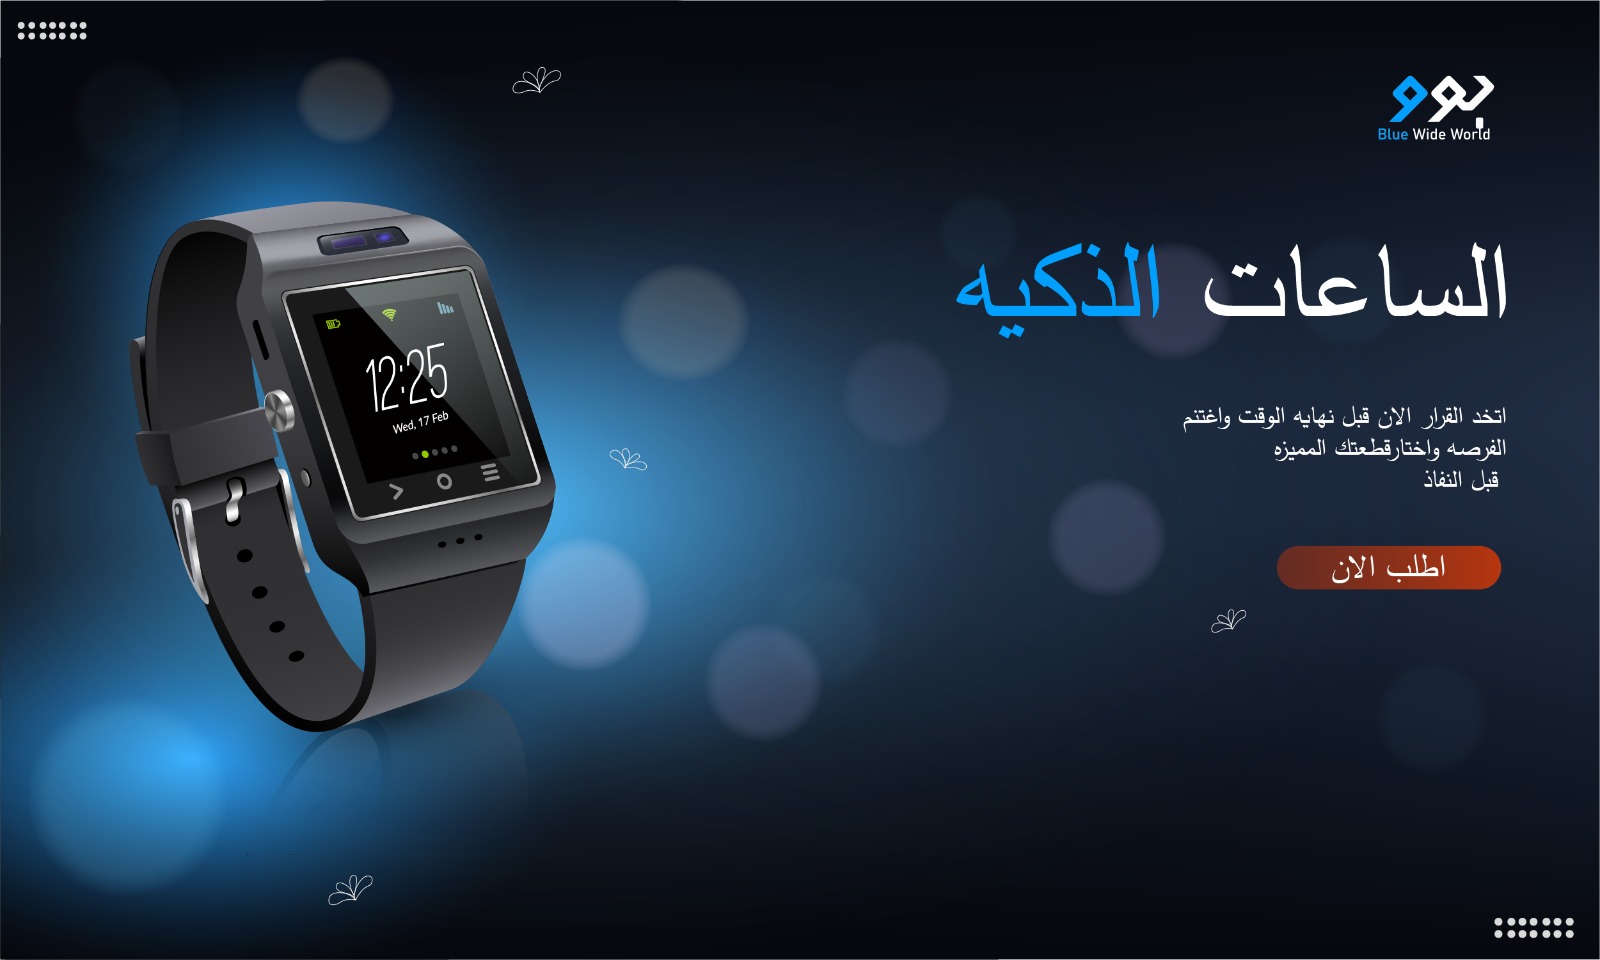 بوو
Blue Wide World
الساعات الذكيه
12:25
Wed, 17 Feb
اتخد القرار الان قبل نهايه الوقت واغتنم
الفرصه واختارقطعتك المميزه
قبل النفاذ
اطلب الان